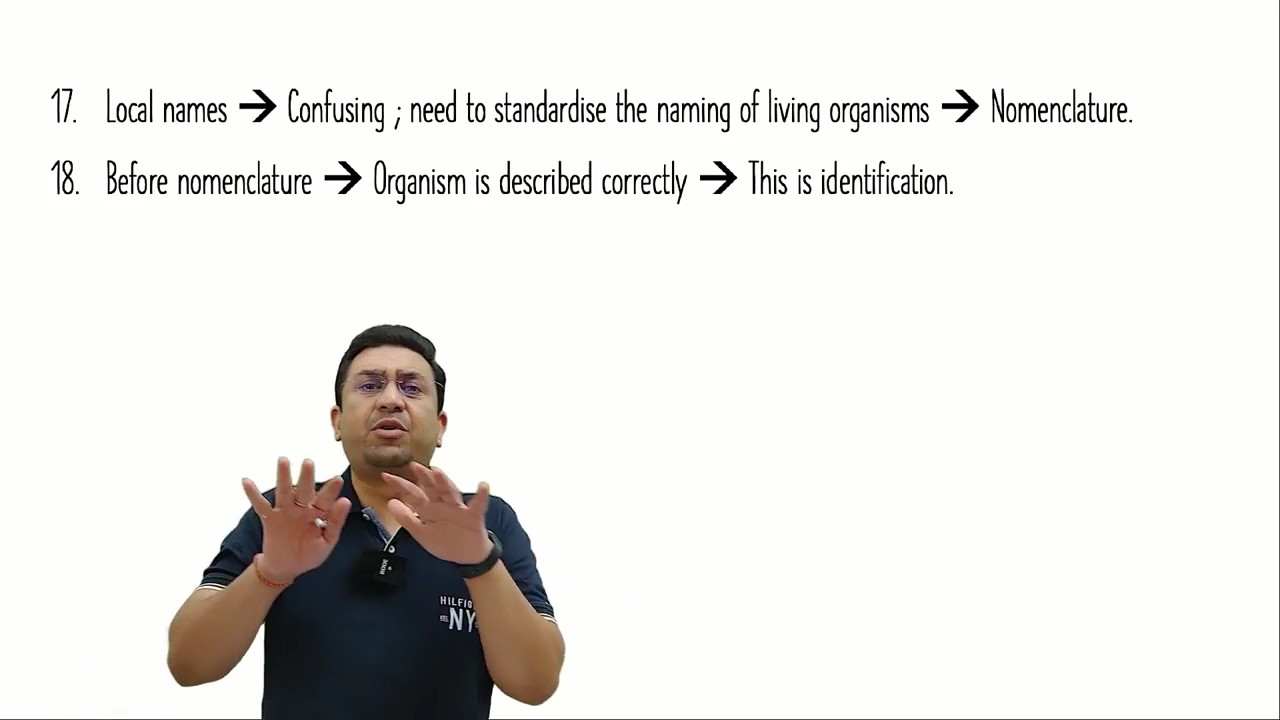 17. Local names → Confusing ; need to standardise the naming of living organisms → Nomenclature.
18. Before nomenclature → Organism is described correctly → This is identification.
HILFIG
NY